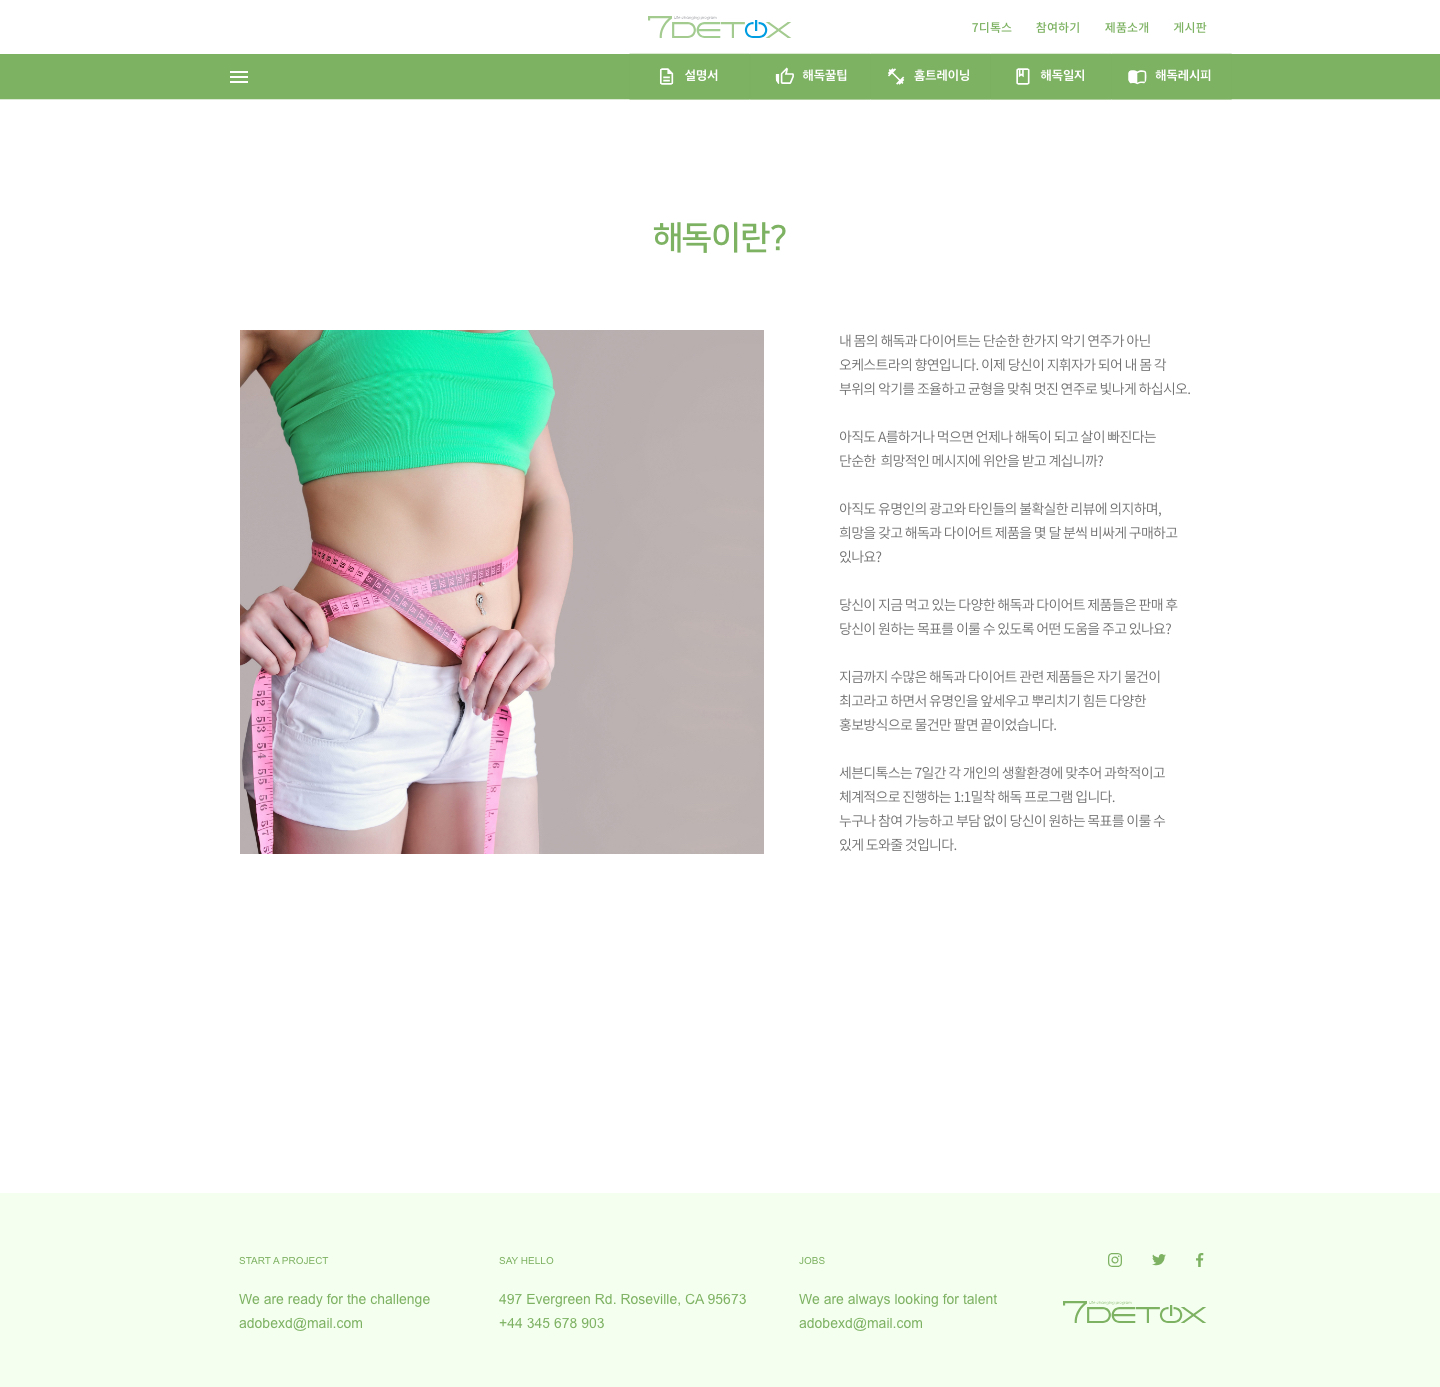 7DETOX
7디톡스
참여하기
제품소개
게시판
설명서
해독꿀팁
홈트레이닝
해독일지
해독레시피
해독이란?
내 몸의 해독과 다이어트는 단순한 한가지 악기 연주가 아닌
오케스트라의 향연입니다. 이제 당신이 지휘자가 되어 내 몸 각
부위의 악기를 조율하고 균형을 맞춰 멋진 연주로 빛나게 하십시오.
아직도 A를하거나 먹으면 언제나 해독이 되고 살이 빠진다는
단순한 희망적인 메시지에 위안을 받고 계십니까?
아직도 유명인의 광고와 타인들의 불확실한 리뷰에 의지하며,
희망을 갖고 해독과 다이어트 제품을 몇 달 분씩 비싸게 구매하고
있나요?
당신이 지금 먹고 있는 다양한 해독과 다이어트 제품들은 판매 후
당신이 원하는 목표를 이룰 수 있도록 어떤 도움을 주고 있나요?
지금까지 수많은 해독과 다이어트 관련 제품들은 자기 물건이
최고라고 하면서 유명인을 앞세우고 뿌리치기 힘든 다양한
홍보방식으로 물건만 팔면 끝이었습니다.
세븐디톡스는 7일간 각 개인의 생활환경에 맞추어 과학적이고
체계적으로 진행하는 1:1밀착 해독 프로그램 입니다.
누구나 참여 가능하고 부담 없이 당신이 원하는 목표를 이룰 수
있게 도와줄 것입니다.
START A PROJECT
We are ready for the challenge
adobexd@mail.com
SAY HELLO
497 Evergreen Rd. Roseville, CA 95673
+44 345 678 903
JOBS
We are always looking for talent
adobexd@mail.com
7DETOX